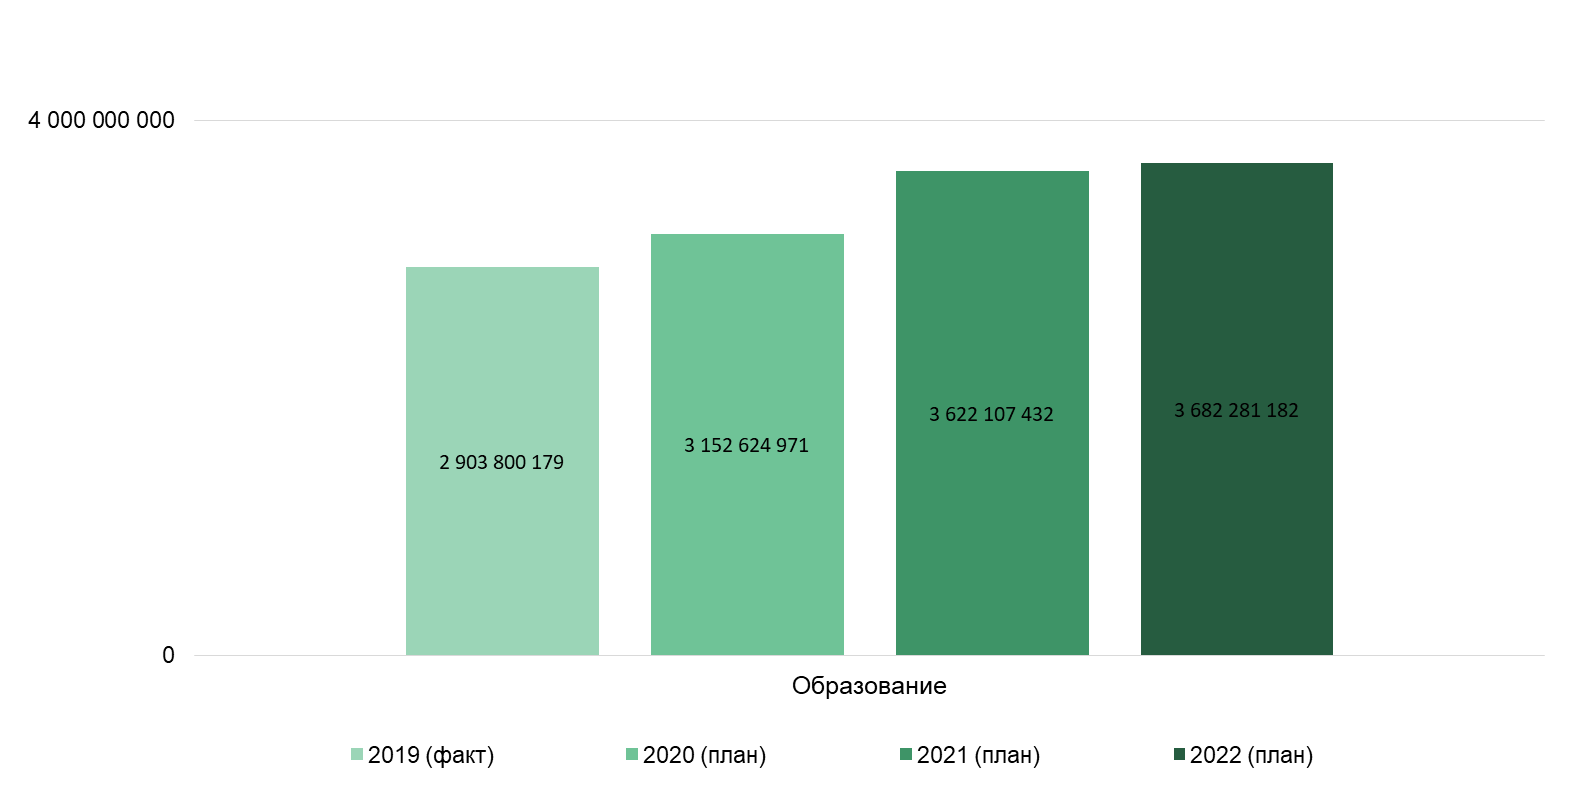 4 000 000 000
2 903 800 179
3 152 624 971
3 622 107 432
3 682 281 182
0
Образование
2019 (факт)
2020 (план)
2021 (план)
2022 (план)